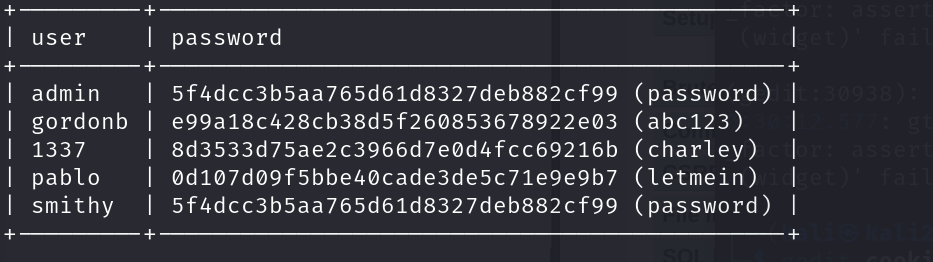 | user | password |
| admin | 5f4dcc3b5aa765d61d8327deb882cf99 (password) |
| gordonb | e99a18c428cb38d5f260853678922e03 (abc123) |
| 1337 | 8d3533d75ae2c3966d7e0d4fcc69216b (charley) |
| pablo | 0d107d09f5bbe40cade3de5c71e9e9b7 (letmein) |
| smithy | 5f4dcc3b5aa765d61d8327deb882cf99 (password) |